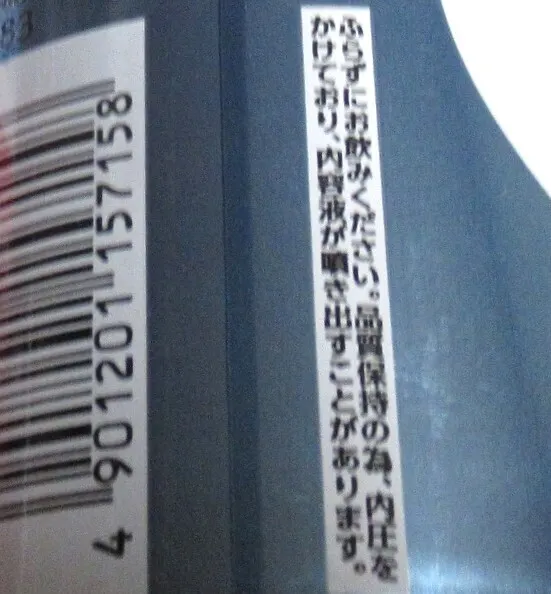 ふらずにお飲みください。品質保持の為、内圧を
かけており、内容液が噴き出すことがあります。
4 901201 157158